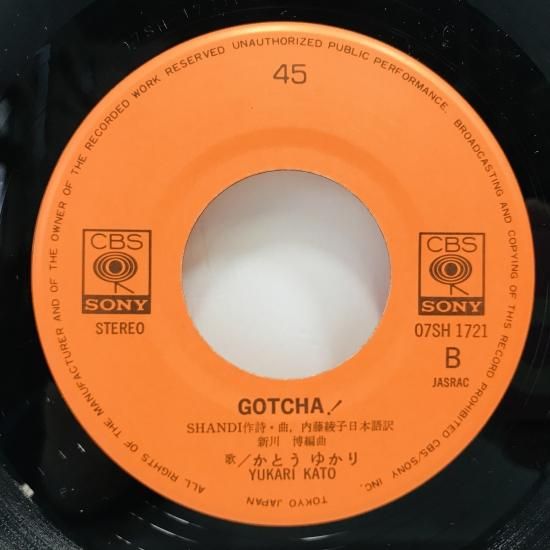 ALL RIGHTS OF THE MANUFACTURER AND OF THE OWNER OF THE RECORDED WORK RESERVED UNAUTHORIZED PUBLIC PERFORMANCE, BROADCASTING AND COPYING OF THIS RECORD PROHIBITED CBS/SONY INC.
TOKYO JAPAN
45
CBS
SONY
STEREO
CBS
SONY
07SH 1721
B
JASRAC
GOTCHA!
SHANDI作詩・曲, 内藤綾子日本語訳
新川 博編曲
歌/かとう ゆかり
YUKARI KATO